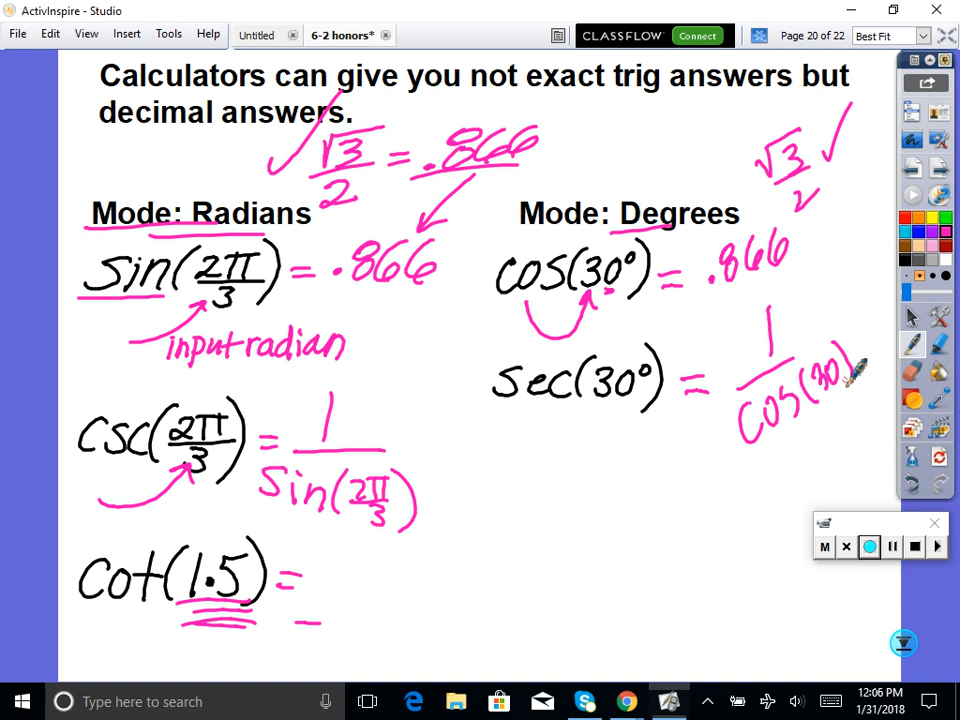 ActivInspire - Studio
File Edit View Insert Tools Help Untitled 6-2 honors* CLASSFLOW Connect Page 20 of 22 Best Fit
Calculators can give you not exact trig answers but
decimal answers.
√3/2 = .866
√3/2
Mode: Radians
sin(2π/3) = .866
input radian
csc(2π/3) = 1/sin(2π/3)
cot(1.5) =
Mode: Degrees
cos(30°) = .866
sec(30°) = 1/cos(30)
M
Type here to search
12:06 PM
1/31/2018